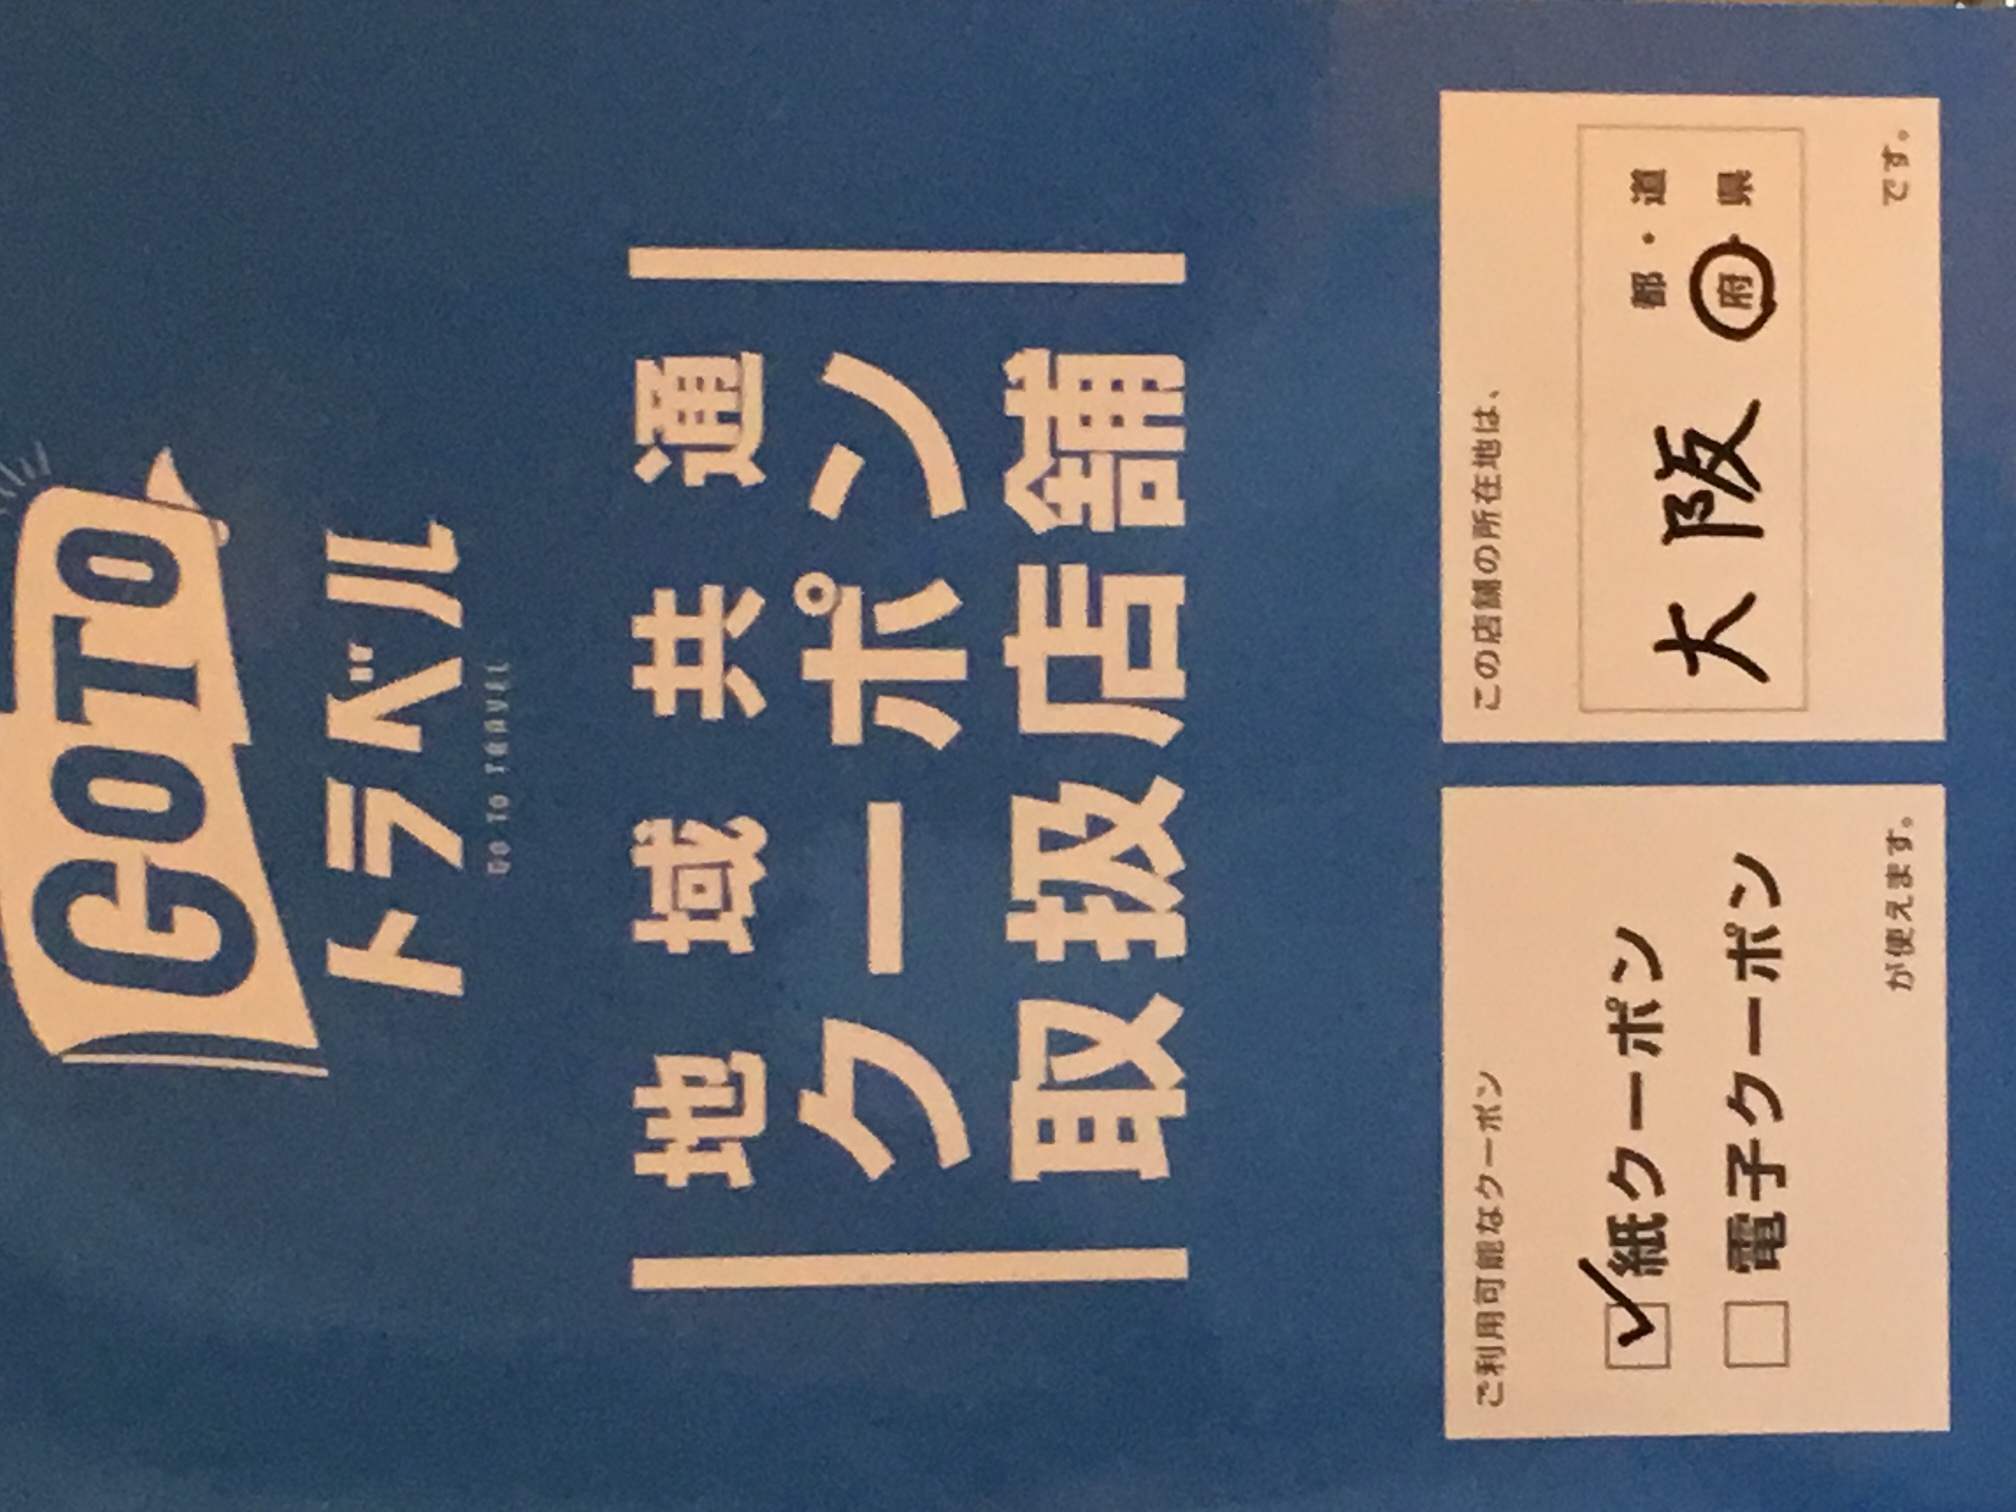 GOTO
トラベル
GO TO TRAVEL
地域共通
クーポン
取扱店舗
ご利用可能なクーポン
紙クーポン
電子クーポン
が使えます。
この店舗の所在地は、
大阪
都・道
府・県
です。